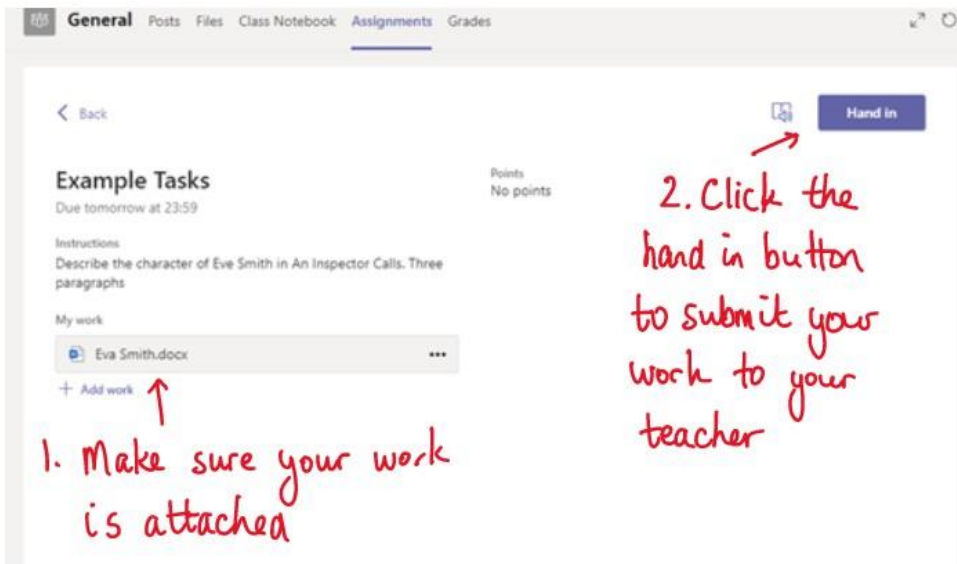 General Posts Files Class Notebook Assignments Grades
Back
Hand in
Example Tasks
Due tomorrow at 23:59
Points
No points
Instructions
Describe the character of Eve Smith in An Inspector Calls. Three
paragraphs
My work
Eva Smith.docx
+ Add work
1. Make sure your work
is attached
2. Click the
hand in button
to submit your
work to your
teacher